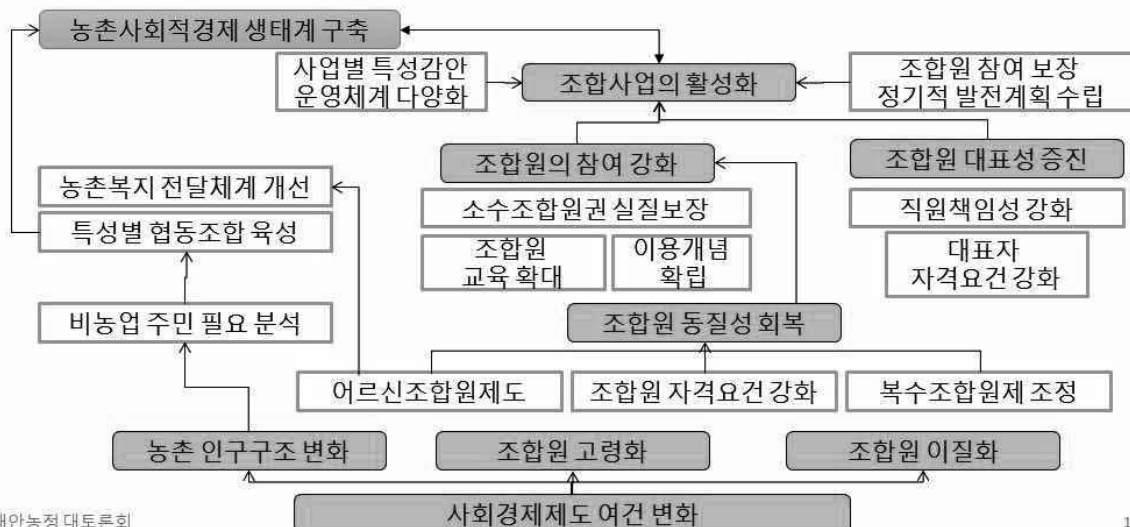 농촌사회적경제 생태계 구축
사업별 특성감안
운영체계 다양화
조합사업의 활성화
조합원 참여 보장
정기적 발전계획 수립
조합원의 참여 강화
조합원 대표성 증진
농촌복지 전달체계 개선
소수조합원권 실질보장
직원책임성 강화
특성별 협동조합 육성
조합원
교육 확대
이용개념
확립
대표자
자격요건 강화
비농업 주민 필요 분석
조합원 동질성 회복
어르신조합원제도
조합원 자격요건 강화
복수조합원제 조정
농촌 인구구조 변화
조합원 고령화
조합원 이질화
사회경제제도 여건 변화
대안농정 대토론회
1